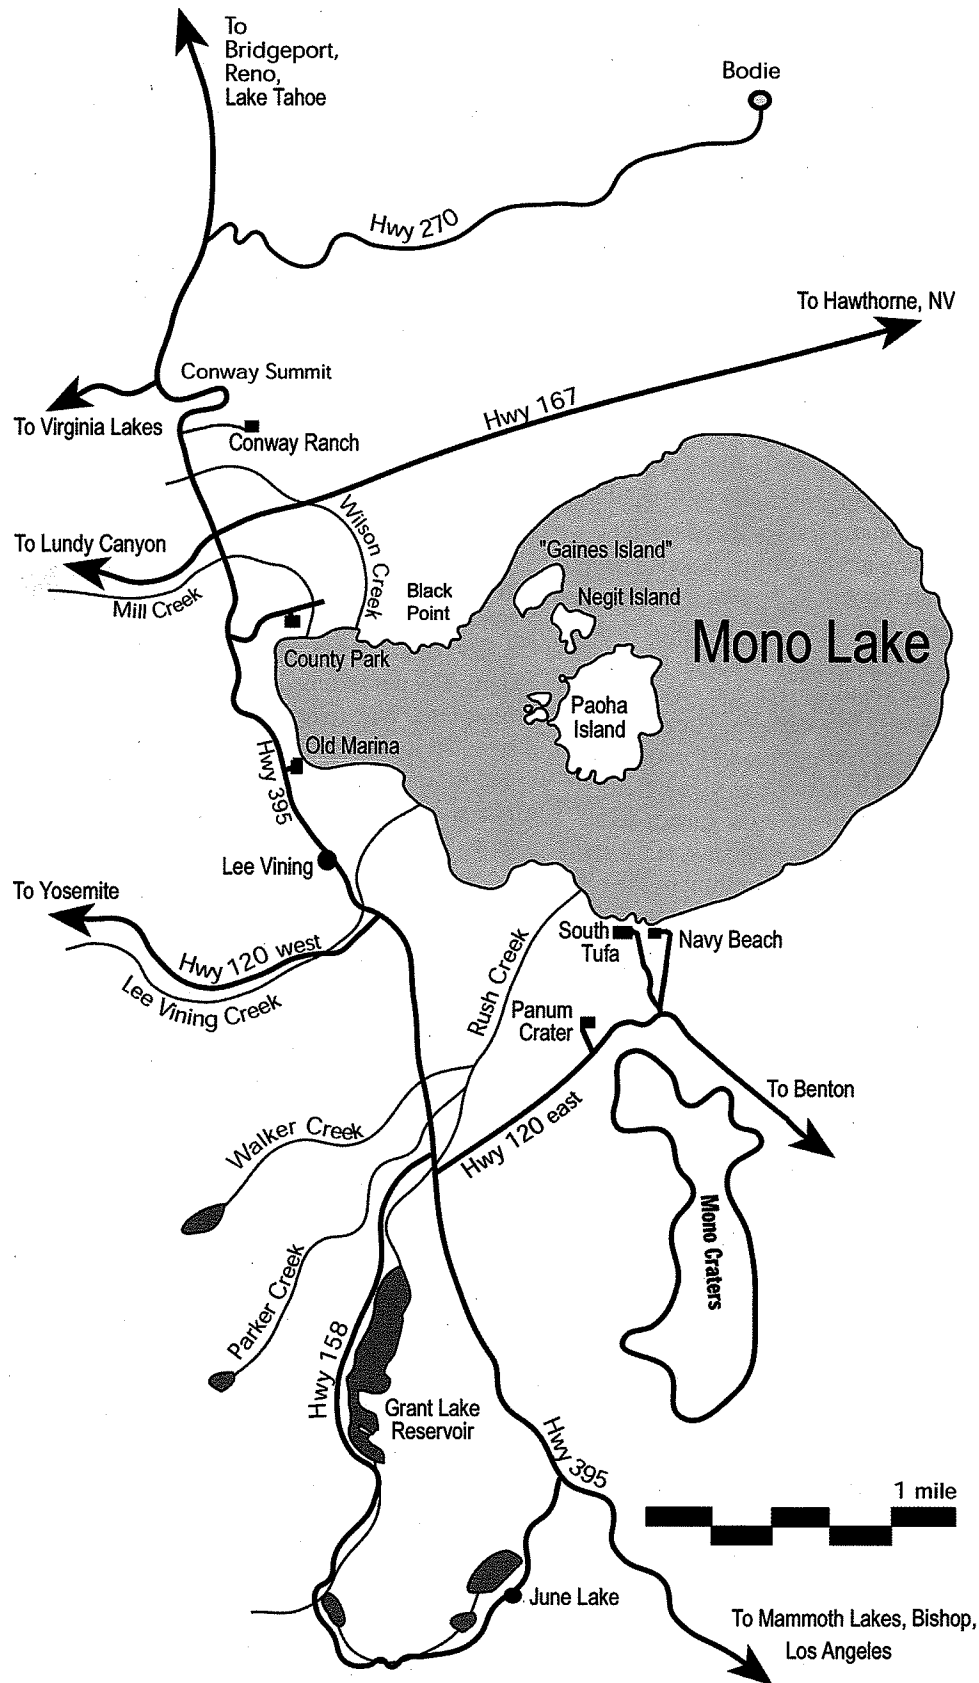 To
Bridgeport,
Reno,
Lake Tahoe
Bodie
Hwy 270
To Hawthorne, NV
Conway Summit
To Virginia Lakes
Hwy 167
Conway Ranch
Wilson Creek
To Lundy Canyon
"Gaines Island"
Mill Creek
Black
Point
Negit Island
Mono Lake
County Park
Paoha
Island
Old Marina
Hwy 395
Lee Vining
To Yosemite
Hwy 120 west
South
Tufa
Navy Beach
Lee Vining Creek
Rush Creek
Panum
Crater
To Benton
Walker Creek
Hwy 120 east
Mono Craters
Parker Creek
Hwy 158
Grant Lake
Reservoir
Hwy 395
1 mile
June Lake
To Mammoth Lakes, Bishop,
Los Angeles